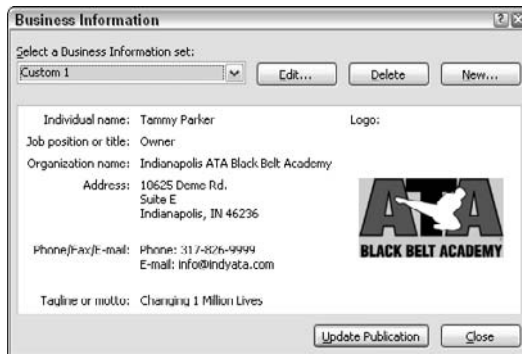 Business Information
Select a Business Information set:
Custom 1
Edit...
Delete
New...
Individual name: Tammy Parker
Logo:
Job position or title: Owner
Organization name: Indianapolis ATA Black Belt Academy
Address: 10625 Deme Rd.
Suite E
Indianapolis, IN 46236
ATA
BLACK BELT ACADEMY
Phone/Fax/E-mail: Phone: 317-826-9999
E-mail: info@indyata.com
Tagline or motto: Changing 1 Million Lives
Update Publication
Close